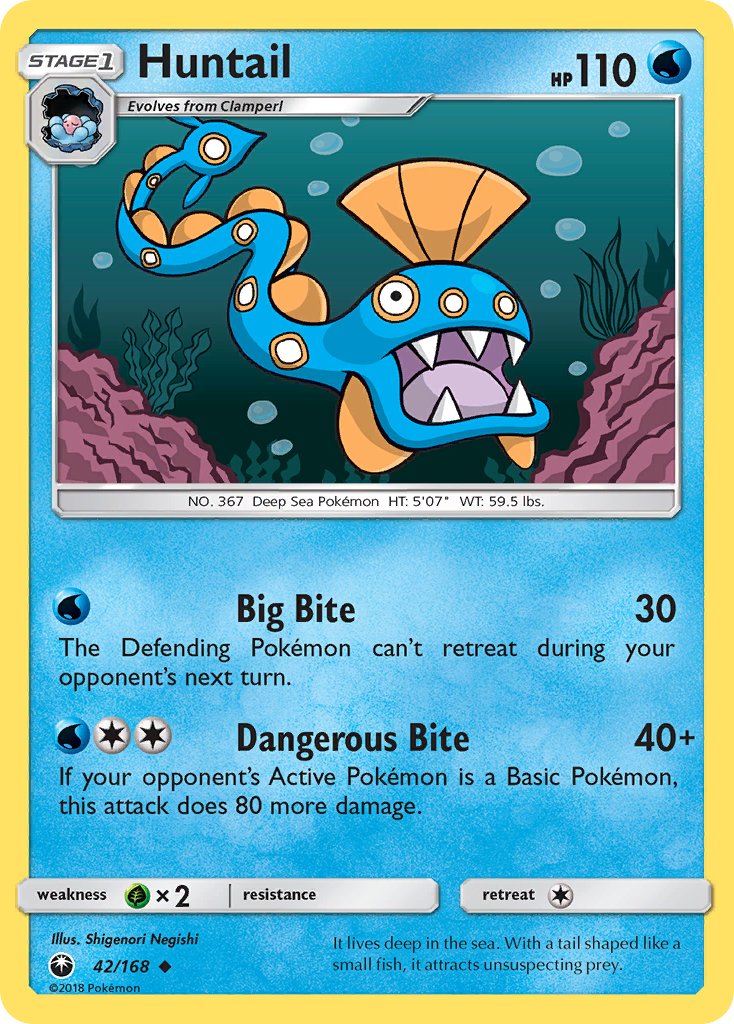 STAGE1
Huntail
HP110
Evolves from Clamperl
NO. 367 Deep Sea Pokémon HT: 5'07" WT: 59.5 lbs.
Big Bite 30
The Defending Pokémon can't retreat during your
opponent's next turn.
Dangerous Bite 40+
If your opponent's Active Pokémon is a Basic Pokémon,
this attack does 80 more damage.
weakness ×2 resistance retreat
Illus. Shigenori Negishi
42/168
©2018 Pokémon
It lives deep in the sea. With a tail shaped like a
small fish, it attracts unsuspecting prey.